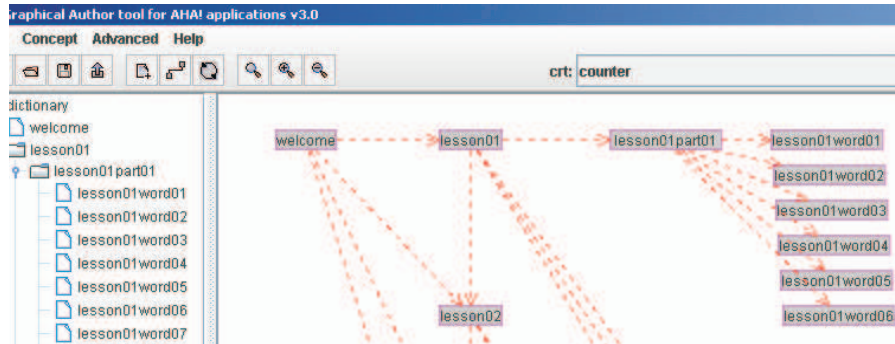 Graphical Author tool for AHA! applications v3.0
Concept Advanced Help
crt: counter
dictionary
welcome
lesson01
lesson01part01
lesson01word01
lesson01word02
lesson01word03
lesson01word04
lesson01word05
lesson01word06
lesson01word07
welcome lesson01 lesson01part01 lesson01word01
lesson01word02
lesson01word03
lesson01word04
lesson01word05
lesson02 lesson01word06